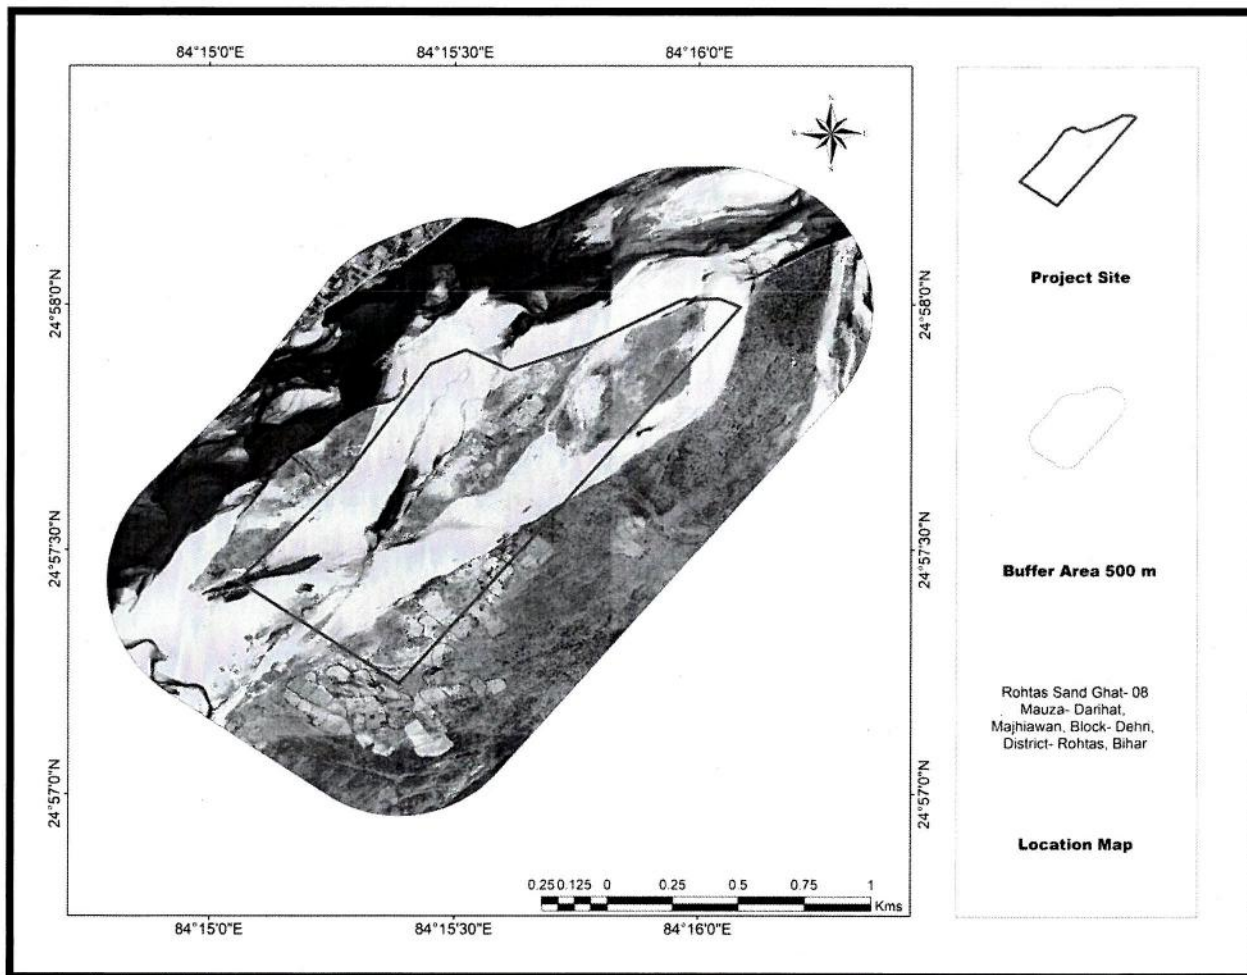 84°15'0"E 84°15'30"E 84°16'0"E
N
W E
S
24°58'0"N 24°58'0"N
24°57'30"N 24°57'30"N
24°57'0"N 24°57'0"N
0.25 0.125 0 0.25 0.5 0.75 1
Kms
84°15'0"E 84°15'30"E 84°16'0"E
Project Site
Buffer Area 500 m
Rohtas Sand Ghat- 08
Mauza- Darihat,
Majhiawan, Block- Dehri,
District- Rohtas, Bihar
Location Map